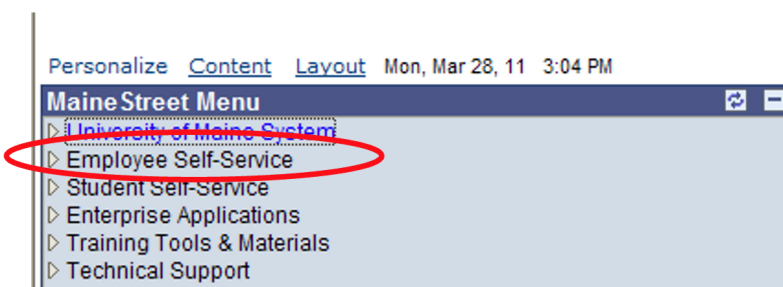 Personalize Content Layout Mon, Mar 28, 11 3:04 PM
MaineStreet Menu
University of Maine System
Employee Self-Service
Student Self-Service
Enterprise Applications
Training Tools & Materials
Technical Support